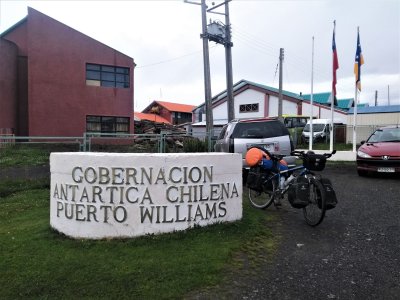 GOBERNACION
ANTARTICA CHILENA
PUERTO WILLIAMS